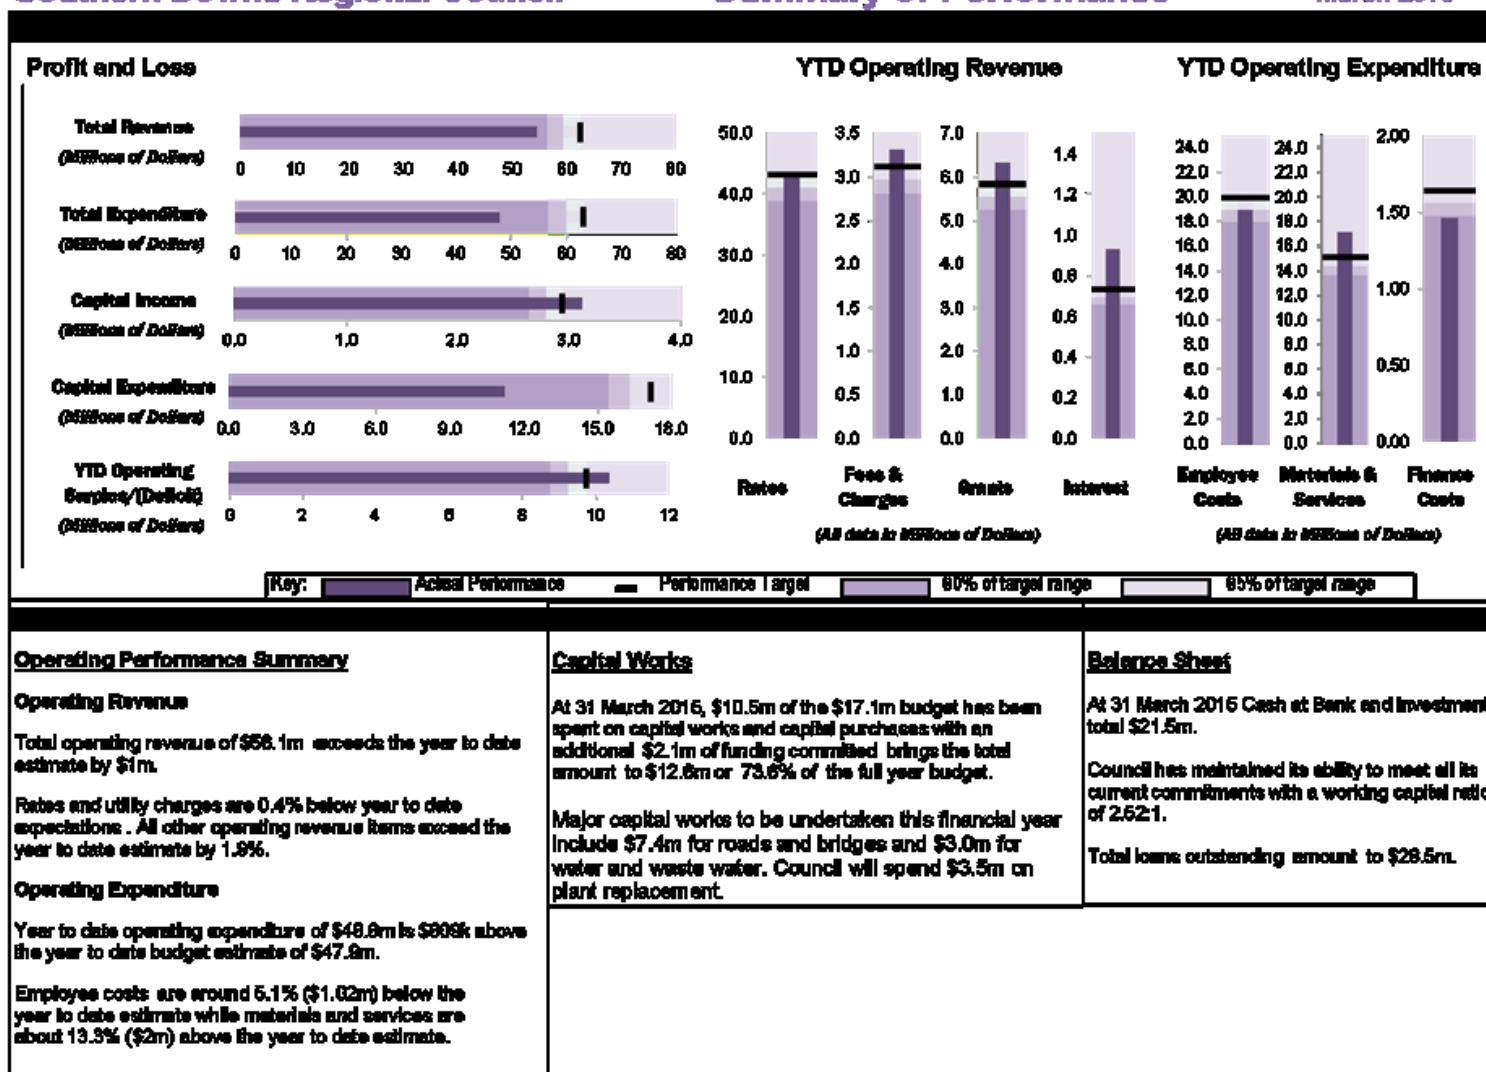 Southern Downs Regional Council
Summary of Performance
March 2015
Profit and Loss
YTD Operating Revenue
YTD Operating Expenditure
Total Revenue
(Millions of Dollars)
0 10 20 30 40 50 60 70 80
Total Expenditure
(Millions of Dollars)
0 10 20 30 40 50 60 70 80
Capital Income
(Millions of Dollars)
0.0 1.0 2.0 3.0 4.0
Capital Expenditure
(Millions of Dollars)
0.0 3.0 6.0 9.0 12.0 15.0 18.0
YTD Operating
Surplus/(Deficit)
(Millions of Dollars)
0 2 4 6 8 10 12
50.0
40.0
30.0
20.0
10.0
0.0
Rates
3.5
3.0
2.5
2.0
1.5
1.0
0.5
0.0
Fees &
Charges
7.0
6.0
5.0
4.0
3.0
2.0
1.0
0.0
Grants
1.4
1.2
1.0
0.8
0.6
0.4
0.2
0.0
Interest
(All data in Millions of Dollars)
24.0
22.0
20.0
18.0
16.0
14.0
12.0
10.0
8.0
6.0
4.0
2.0
0.0
Employee
Costs
24.0
22.0
20.0
18.0
16.0
14.0
12.0
10.0
8.0
6.0
4.0
2.0
0.0
Materials &
Services
2.00
1.50
1.00
0.50
0.00
Finance
Costs
(All data in Millions of Dollars)
Key: Actual Performance Performance Target of target range of target range
Operating Performance Summary
Operating Revenue
Total operating revenue of exceeds the year to date
estimate by $1m.
Rates and utility charges are 0.4% below year to date
expectations . All other operating revenue items exceed the
year to date estimate by 1.9%.
Operating Expenditure
Year to date operating expenditure of is above
the year to date budget estimate of $47.9m.
Employee costs are around 5.1% ($1.02m) below the
year to date estimate while materials and services are
about 13.3% ($2m) above the year to date estimate.
Capital Works
At 31 March 2015, $10.5m of the $17.1m budget has been
spent on capital works and capital purchases with an
additional $2.1m of funding committed brings the total
amount to $12.6m or 73.6% of the full year budget.
Major capital works to be undertaken this financial year
include $7.4m for roads and bridges and $3.0m for
water and waste water. Council will spend $3.5m on
plant replacement.
Balance Sheet
At 31 March 2015 Cash at Bank and Investment
total $21.5m.
Council has maintained its ability to meet all its
current commitments with a working capital ratio
of 2.52:1.
Total loans outstanding amount to